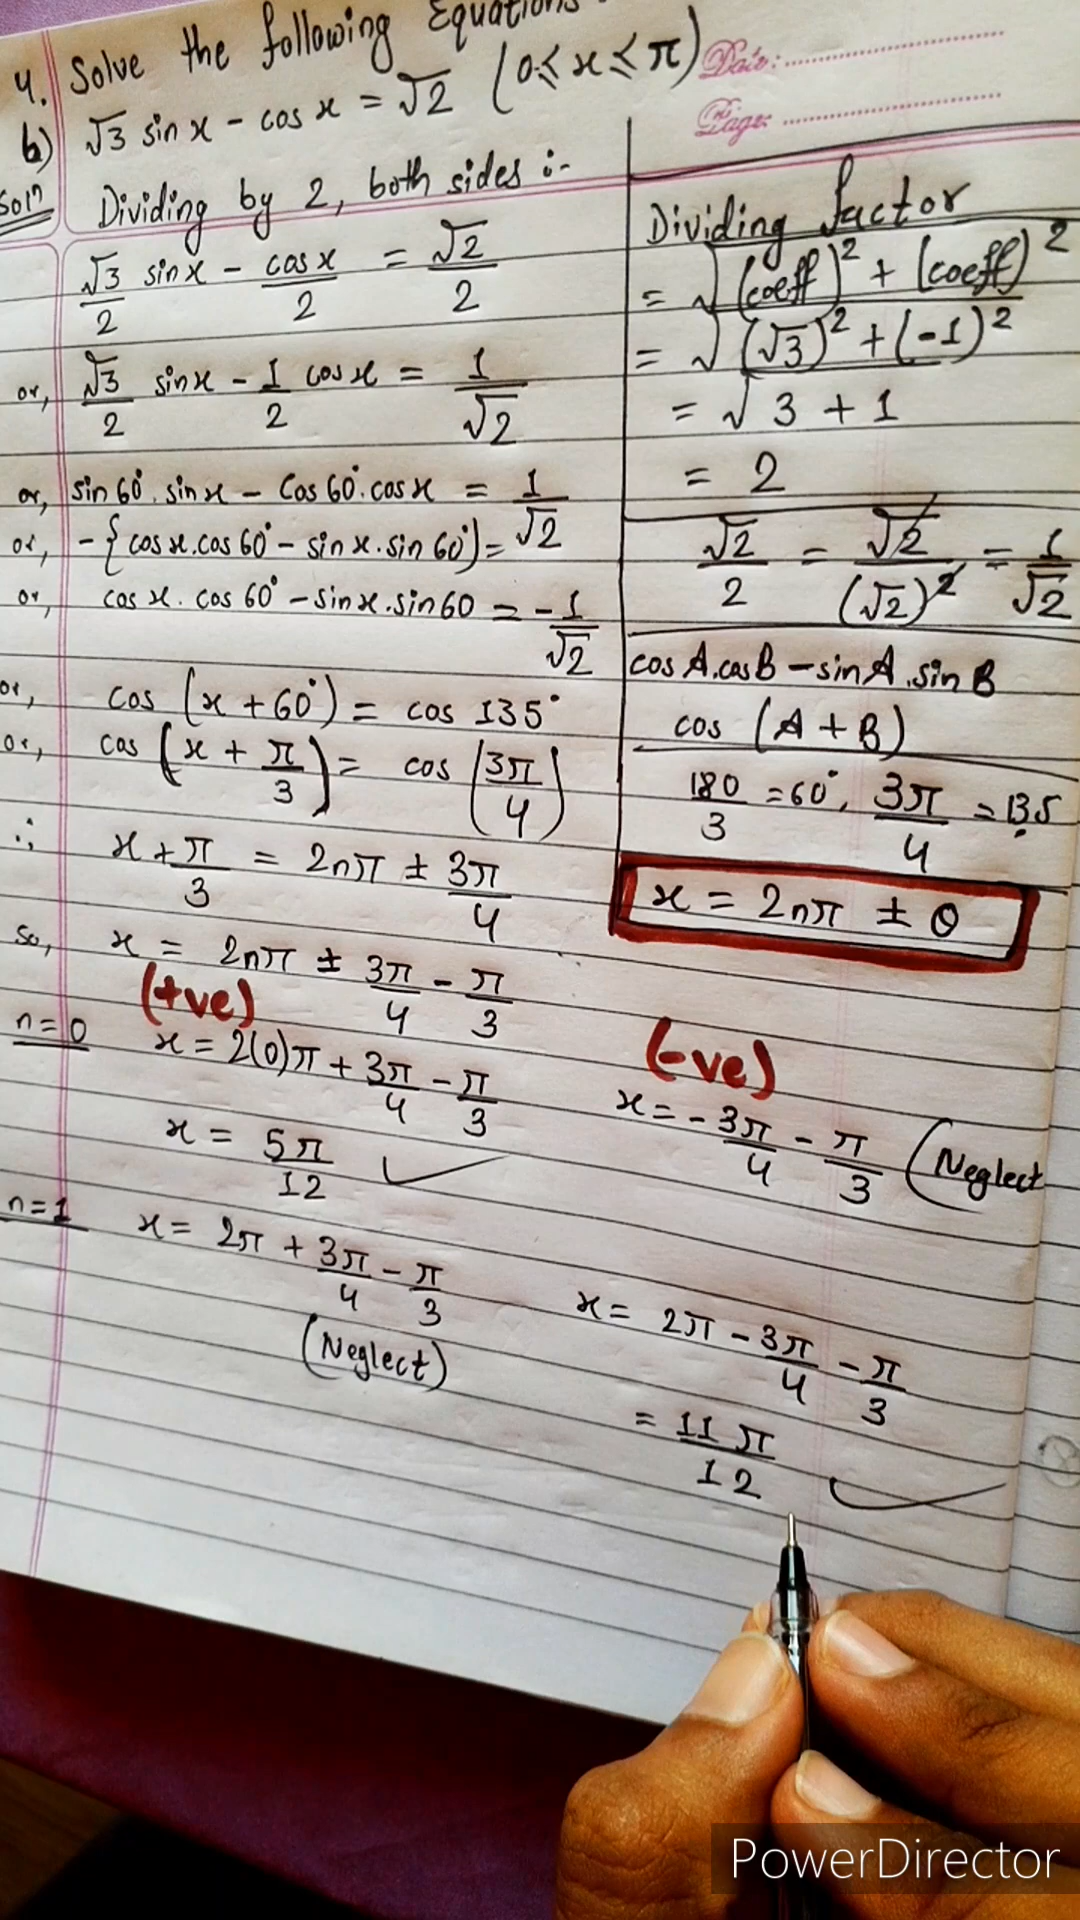 4. Solve the following Equations
b) √3 sin x - cos x = √2 (0 ≤ x ≤ π)
Date:
Page:
Soln Dividing by 2, both sides :-
√3/2 sin x - cos x/2 = √2/2
or, √3/2 sin x - 1/2 cos x = 1/√2
or, sin 60°. sin x - Cos 60°. cos x = 1/√2
or, - {cos x. cos 60° - sin x. sin 60°) = 1/√2
or, cos x. cos 60° - sin x. sin 60 = - 1/√2
or, cos (x + 60°) = cos 135°
or, cos (x + π/3) = cos (3π/4)
∴ x + π/3 = 2nπ ± 3π/4
so, x = 2nπ ± 3π/4 - π/3
Dividing factor
= √(coeff)² + (coeff)²
= √(√3)² + (-1)²
= √3 + 1
= 2
√2/2 = √2/(√2)² = 1/√2
cos A. cos B - sin A. sin B
cos (A + B)
180/3 = 60°, 3π/4 = 135
x = 2nπ ± θ
(+ve)
n = 0 x = 2(0)π + 3π/4 - π/3
x = 5π/12
n = 1 x = 2π + 3π/4 - π/3
(Neglect)
(-ve)
x = - 3π/4 - π/3 (Neglect
x = 2π - 3π/4 - π/3
= 11π/12
PowerDirector